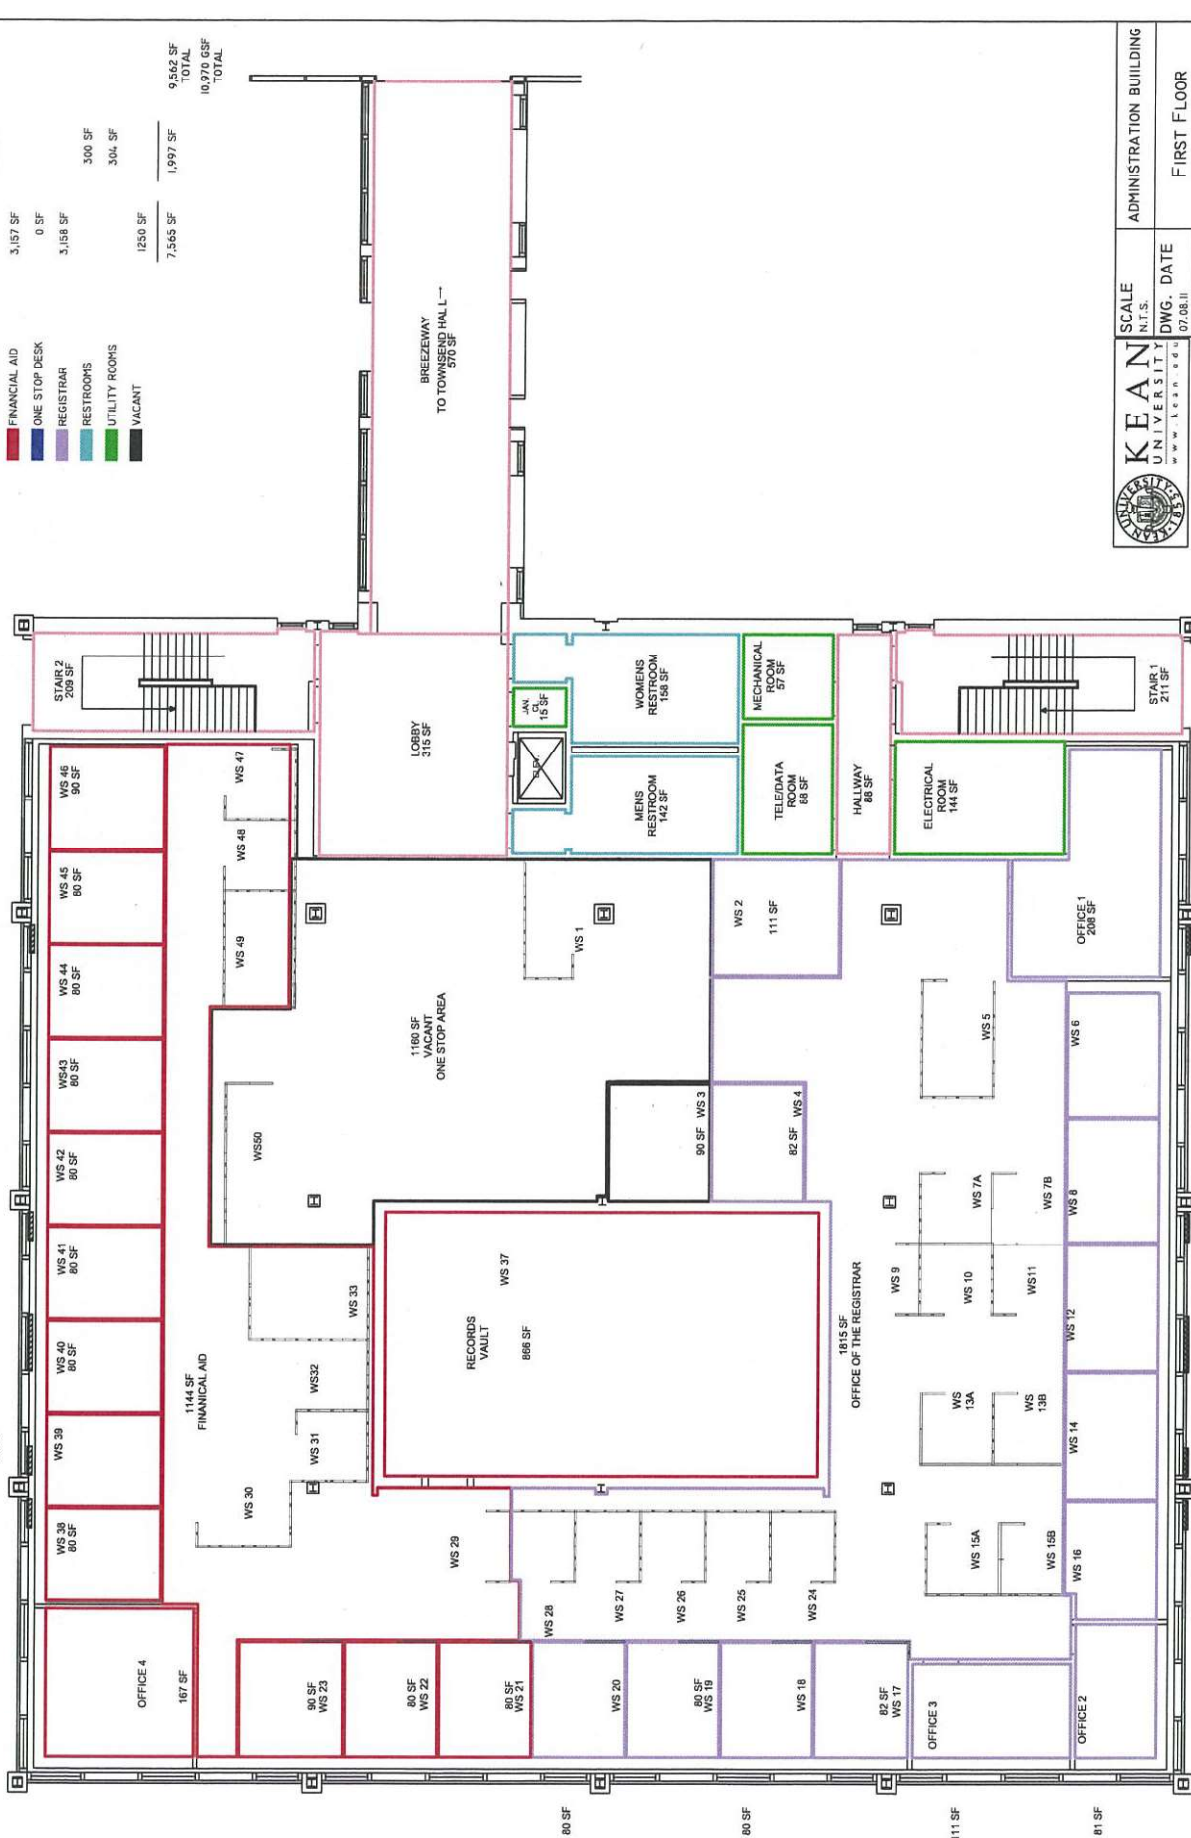 FINANCIAL AID 3,157 SF
ONE STOP DESK 0 SF
REGISTRAR 3,158 SF
RESTROOMS 300 SF
UTILITY ROOMS 304 SF
VACANT 1250 SF
7,565 SF 1,997 SF 9,562 SF
TOTAL
10,970 GSF
TOTAL
BREEZEWAY
TO TOWNSEND HALL→
570 SF
STAIR 2
209 SF
LOBBY
315 SF
JAN.
CL.
15 SF
ELEV
WOMENS
RESTROOM
158 SF
MENS
RESTROOM
142 SF
MECHANICAL
ROOM
57 SF
TELE/DATA
ROOM
88 SF
HALLWAY
88 SF
ELECTRICAL
ROOM
144 SF
STAIR 1
211 SF
WS 46
90 SF
WS 45
80 SF
WS 44
80 SF
WS43
80 SF
WS 42
80 SF
WS 41
80 SF
WS 40
80 SF
WS 39
WS 38
80 SF
OFFICE 4
167 SF
WS 47
WS 48
WS 49
WS50
1144 SF
FINANICAL AID
WS 33
WS32
WS 31
WS 30
WS 29
1160 SF
VACANT
ONE STOP AREA
WS 1
WS 2
111 SF
90 SF WS 3
82 SF WS 4
RECORDS
VAULT
WS 37
866 SF
1815 SF
OFFICE OF THE REGISTRAR
OFFICE 1
208 SF
WS 5
WS 6
WS 7A
WS 7B
WS 8
WS 9
WS 10
WS11
WS 12
WS
13A
WS
13B
WS 14
WS 15A
WS 15B
WS 16
WS 28
WS 27
WS 26
WS 25
WS 24
90 SF
WS 23
80 SF
WS 22
80 SF
WS 21
WS 20
80 SF
WS 19
WS 18
82 SF
WS 17
OFFICE 3
OFFICE 2
80 SF
80 SF
111 SF
81 SF
KEAN UNIVERSITY·1855·
KEAN
UNIVERSITY
www.kean.edu
SCALE
N.T.S.
DWG. DATE
07.08.11
ADMINISTRATION BUIILDING
FIRST FLOOR